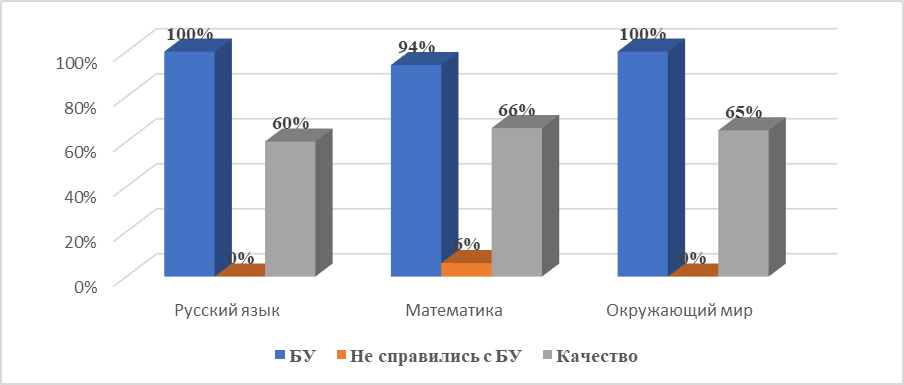 100%
94%
100%
100%
80%
60%
66%
65%
60%
40%
20%
0%
6%
0%
0%
Русский язык
Математика
Окружающий мир
БУ
Не справились с БУ
Качество